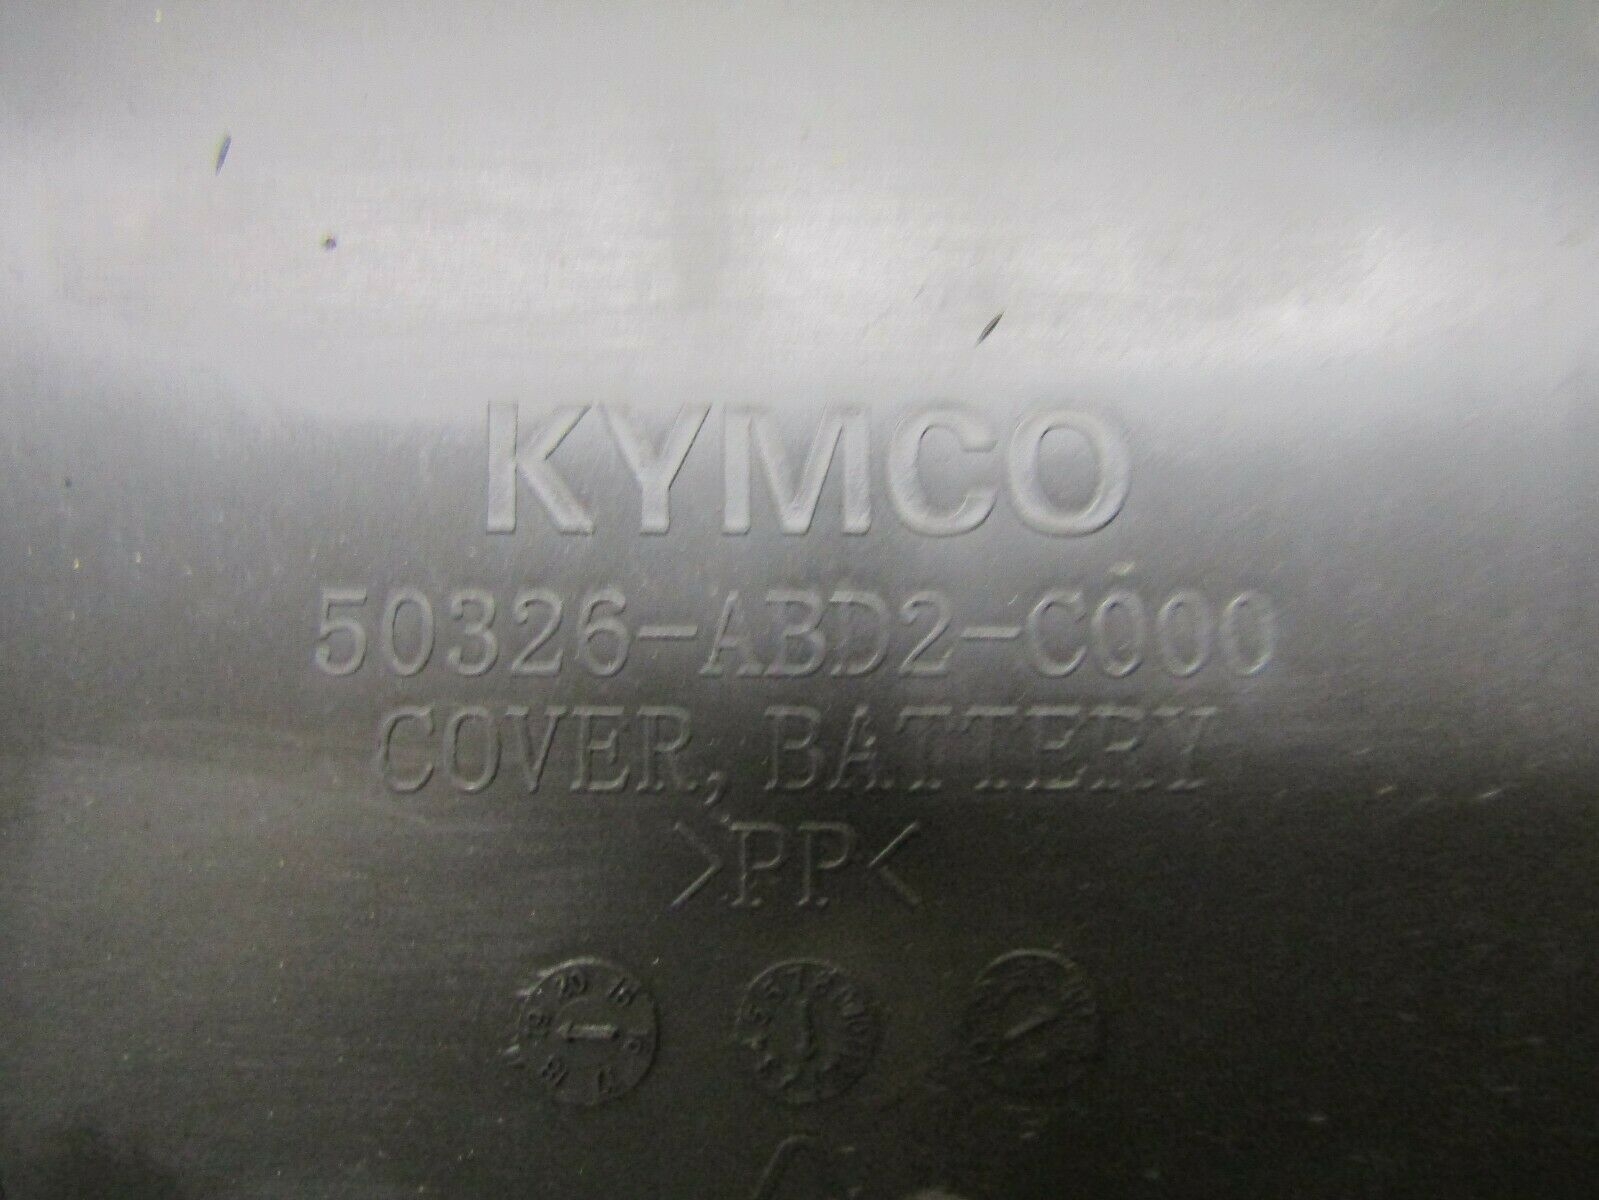 KYMCO
50326-ABD2-C000
COVER, BATTERY
>PP<